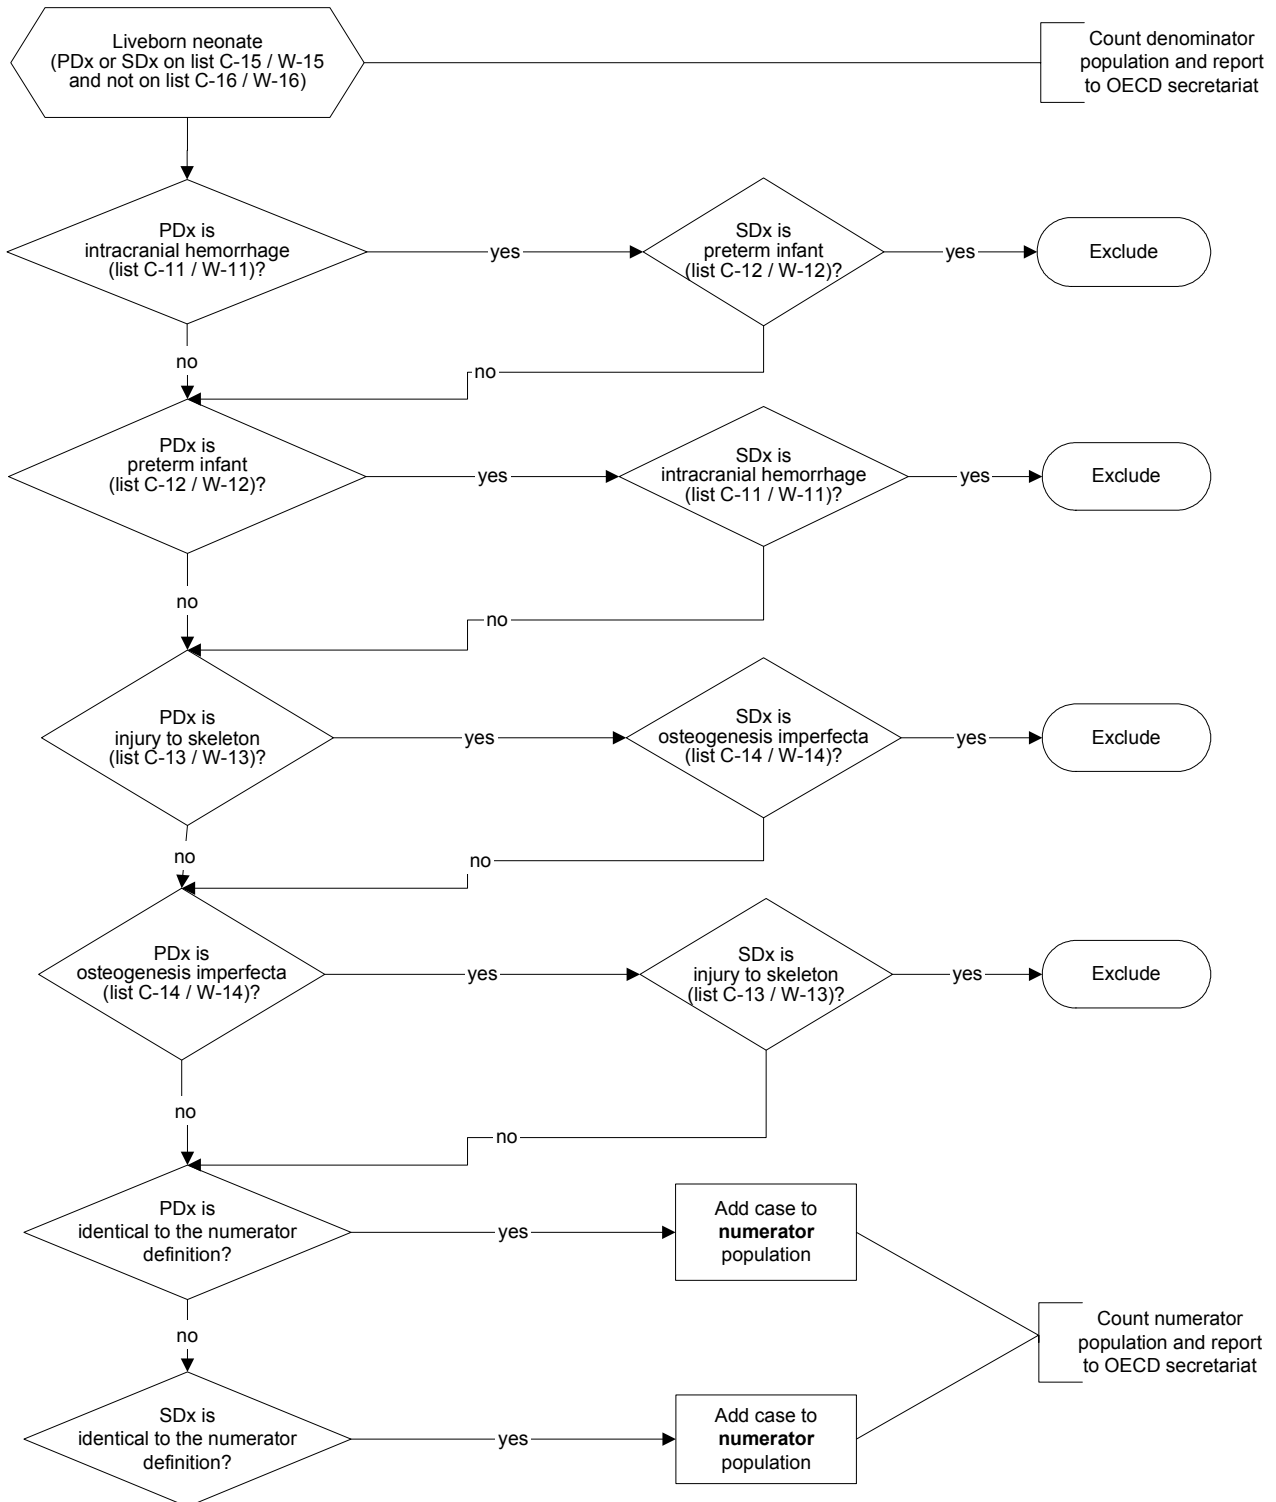 Liveborn neonate
(PDx or SDx on list C-15 / W-15
and not on list C-16 / W-16)
Count denominator
population and report
to OECD secretariat
PDx is
intracranial hemorrhage
(list C-11 / W-11)?
yes
SDx is
preterm infant
(list C-12 / W-12)?
yes
Exclude
no
no
PDx is
preterm infant
(list C-12 / W-12)?
yes
SDx is
intracranial hemorrhage
(list C-11 / W-11)?
yes
Exclude
no
no
PDx is
injury to skeleton
(list C-13 / W-13)?
yes
SDx is
osteogenesis imperfecta
(list C-14 / W-14)?
yes
Exclude
no
no
PDx is
osteogenesis imperfecta
(list C-14 / W-14)?
yes
SDx is
injury to skeleton
(list C-13 / W-13)?
yes
Exclude
no
no
PDx is
identical to the numerator
definition?
yes
Add case to
numerator
population
Count numerator
population and report
to OECD secretariat
no
SDx is
identical to the numerator
definition?
yes
Add case to
numerator
population